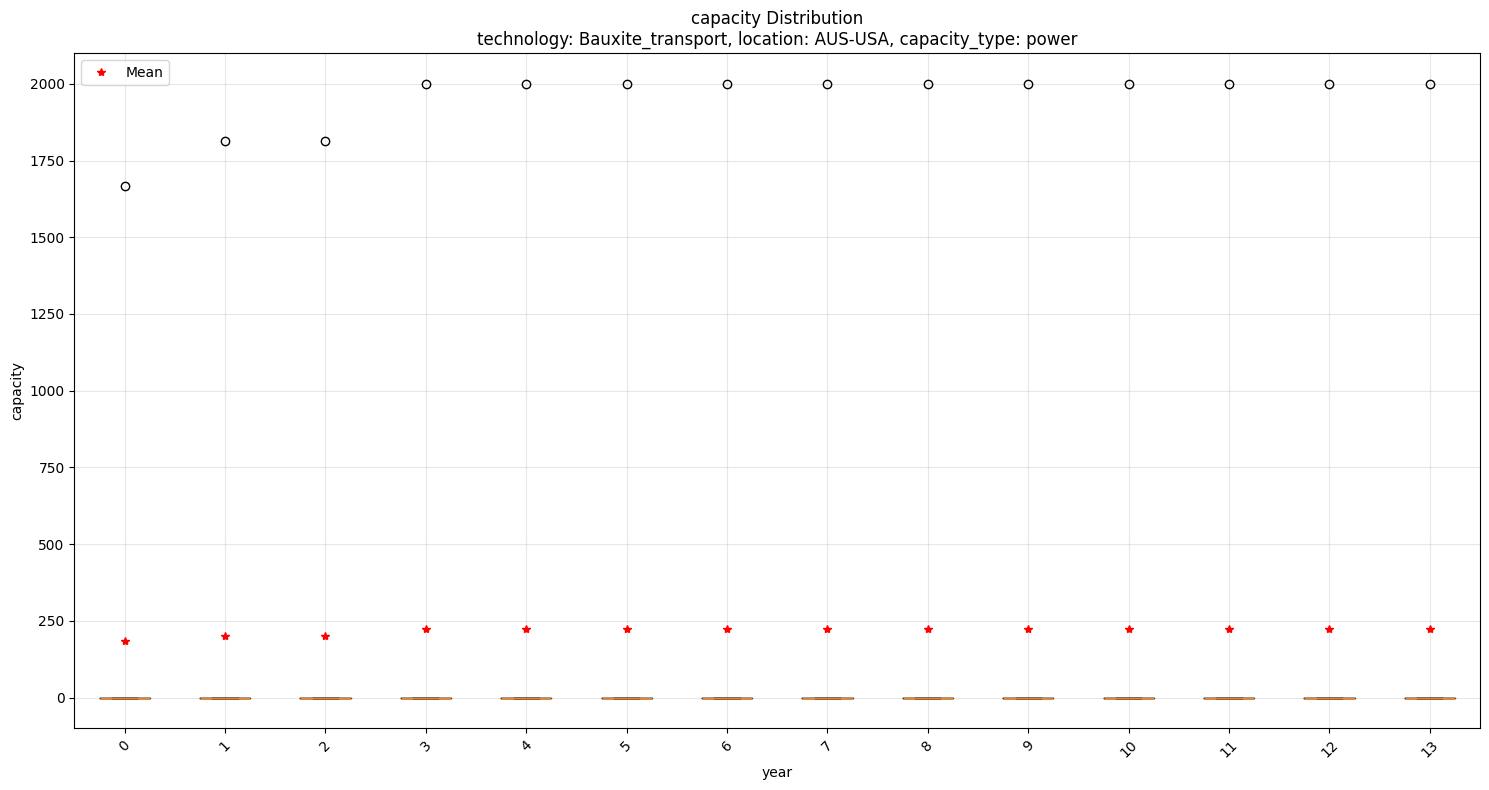 capacity Distribution
technology: Bauxite_transport, location: AUS-USA, capacity_type: power
Mean
2000
1750
1500
1250
1000
750
500
250
0
capacity
0 1 2 3 4 5 6 7 8 9 10 11 12 13
year